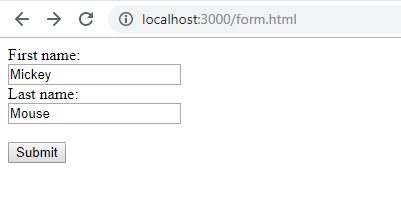 localhost:3000/form.html
First name:
Mickey
Last name:
Mouse
Submit